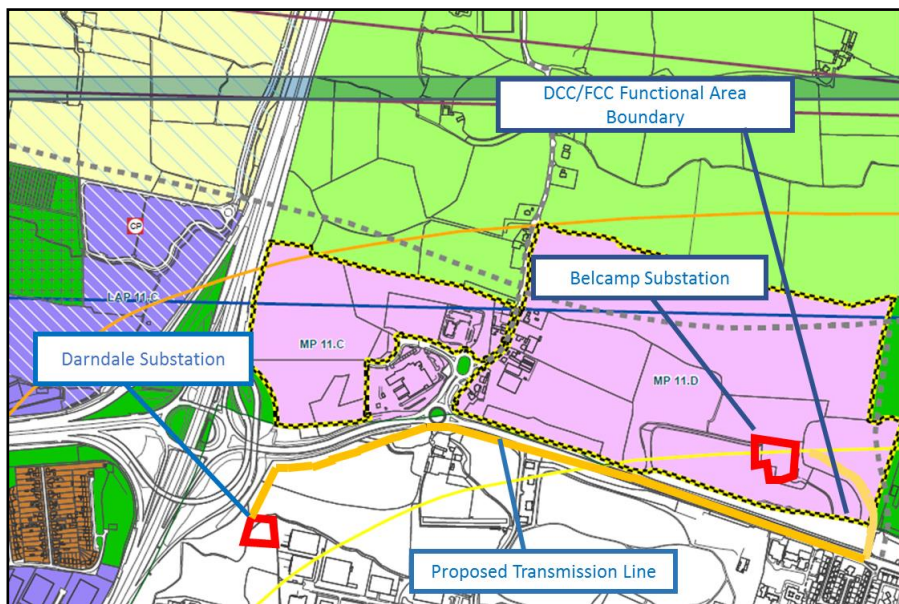 DCC/FCC Functional Area
Boundary
CP
Belcamp Substation
LAP 11.C
MP 11.C
Darndale Substation
MP 11.D
Proposed Transmission Line